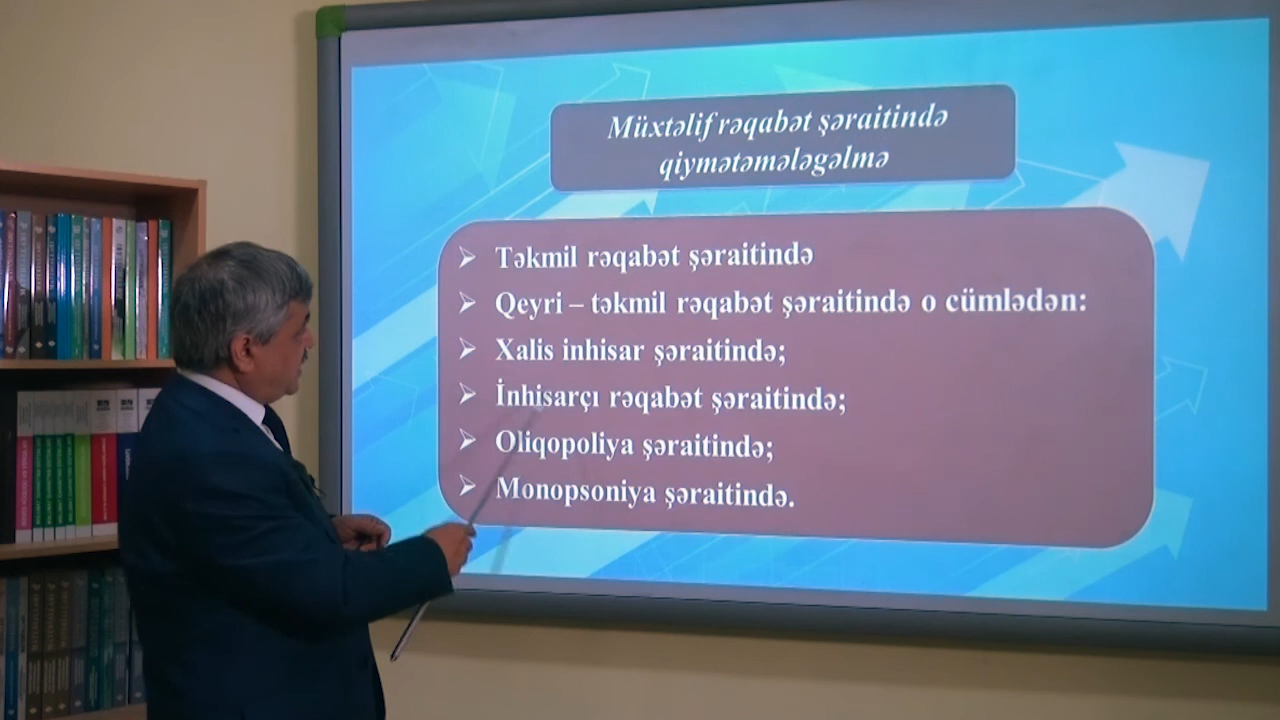 Müxtəlif rəqabət şəraitində
qiymətəmələgəlmə
Təkmil rəqabət şəraitində
Qeyri – təkmil rəqabət şəraitində o cümlədən:
Xalis inhisar şəraitində;
İnhisarçı rəqabət şəraitində;
Oliqopoliya şəraitində;
Monopsoniya şəraitində.